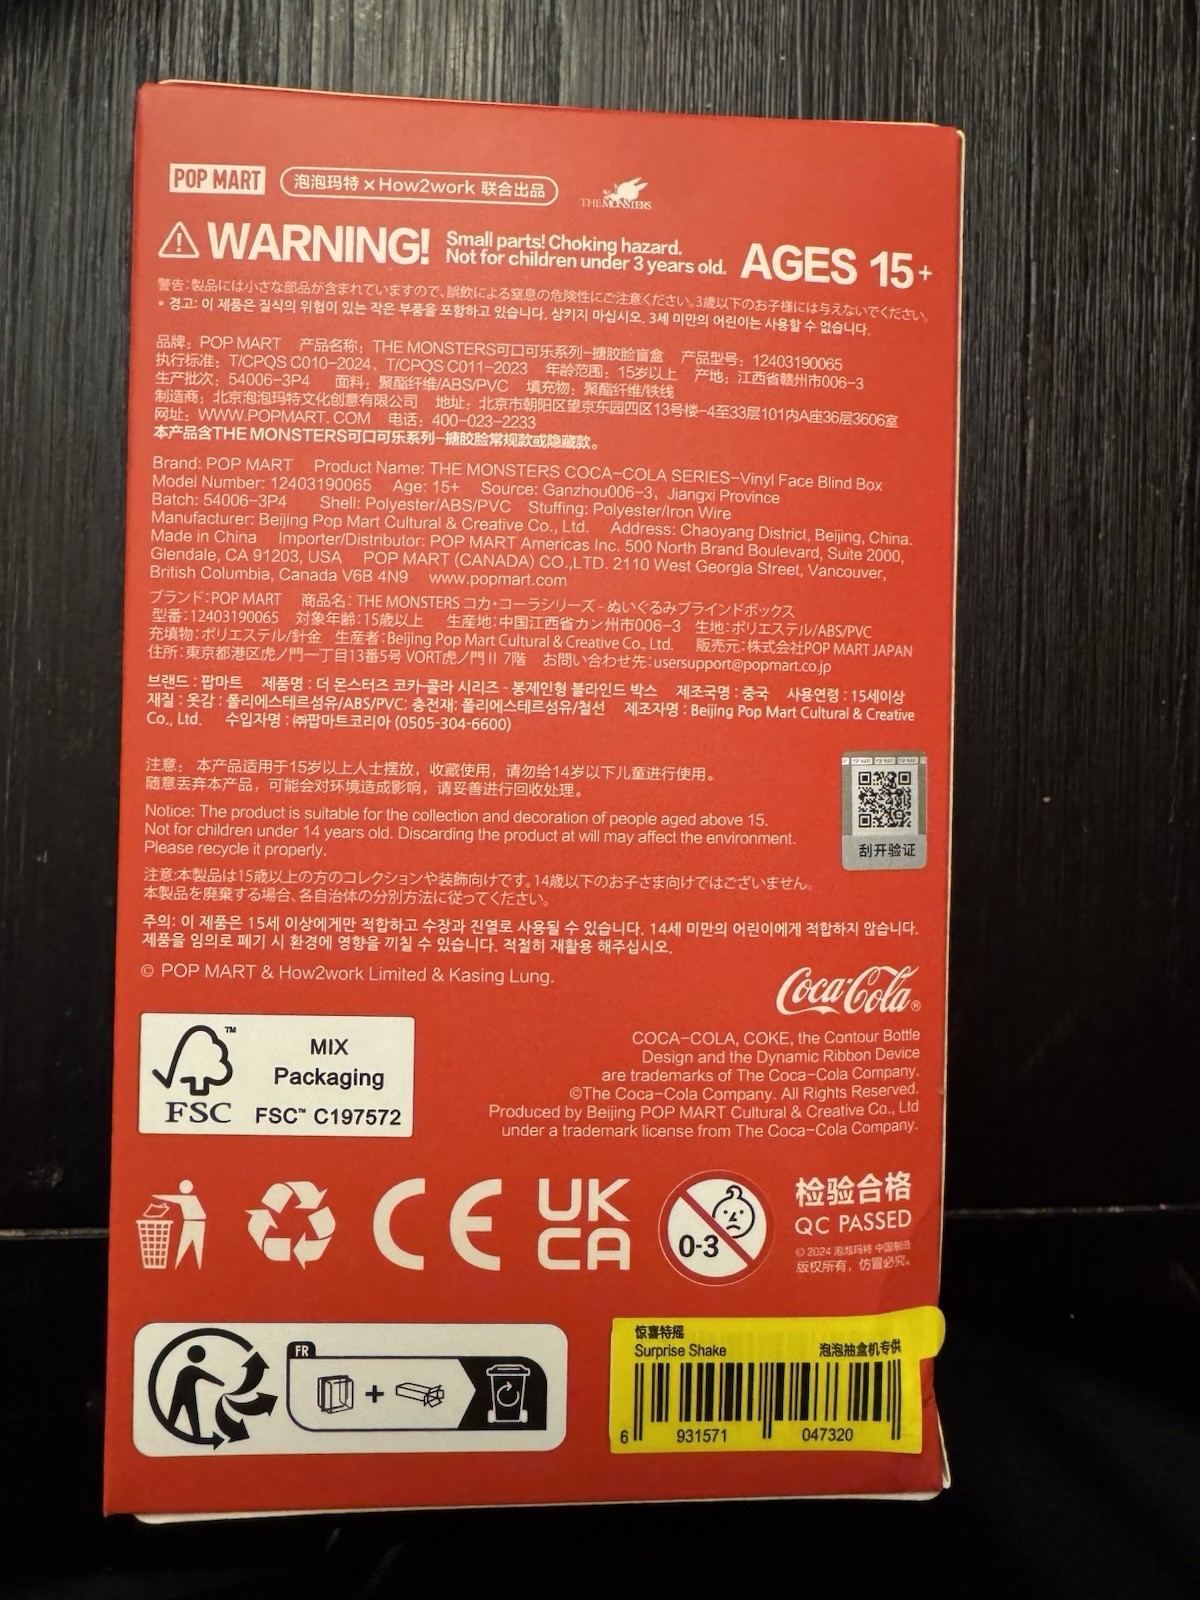 POP MART
泡泡玛特×How2work 联合出品
THE MONSTERS
WARNING!
Small parts! Choking hazard.
Not for children under 3 years old.
AGES 15+
警告:製品には小さな部品が含まれていますので、誤飲による窒息の危険性にご注意ください。3歳以下のお子様には与えないでください。
* 경고: 이 제품은 질식의 위험이 있는 작은 부품을 포함하고 있습니다. 삼키지 마십시오. 3세 미만의 어린이는 사용할 수 없습니다.
品牌: POP MART 产品名称: THE MONSTERS可口可乐系列-搪胶脸盲盒 产品型号: 12403190065
执行标准: T/CPQS C010-2024、T/CPQS C011-2023 年龄范围: 15岁以上 产地: 江西省赣州市006-3
生产批次: 54006-3P4 面料: 聚酯纤维/ABS/PVC 填充物: 聚酯纤维/铁线
制造商: 北京泡泡玛特文化创意有限公司 地址: 北京市朝阳区望京东园四区13号楼-4至33层101内A座36层3606室
网址: WWW.POPMART.COM 电话: 400-023-2233
本产品含THE MONSTERS可口可乐系列-搪胶脸常规款或隐藏款。
Brand: POP MART Product Name: THE MONSTERS COCA-COLA SERIES-Vinyl Face Blind Box
Model Number: 12403190065 Age: 15+ Source: Ganzhou006-3, Jiangxi Province
Batch: 54006-3P4 Shell: Polyester/ABS/PVC Stuffing: Polyester/Iron Wire
Manufacturer: Beijing Pop Mart Cultural & Creative Co., Ltd. Address: Chaoyang District, Beijing, China.
Made in China Importer/Distributor: POP MART Americas Inc. 500 North Brand Boulevard, Suite 2000,
Glendale, CA 91203, USA POP MART (CANADA) CO.,LTD. 2110 West Georgia Street, Vancouver,
British Columbia, Canada V6B 4N9 www.popmart.com
ブランド:POP MART 商品名: THE MONSTERS コカ・コーラシリーズ - ぬいぐるみブラインドボックス
型番:12403190065 対象年齢:15歳以上 生産地:中国江西省カン州市006-3 生地:ポリエステル/ABS/PVC
充填物:ポリエステル/針金 生産者:Beijing Pop Mart Cultural & Creative Co., Ltd. 販売元:株式会社POP MART JAPAN
住所:東京都港区虎ノ門一丁目13番5号 VORT虎ノ門II 7階 お問い合わせ先:usersupport@popmart.co.jp
브랜드 : 팝마트 제품명 : 더 몬스터즈 코카-콜라 시리즈 - 봉제인형 블라인드 박스 제조국명 : 중국 사용연령 : 15세이상
재질 : 옷감 : 폴리에스테르섬유/ABS/PVC; 충전재: 폴리에스테르섬유/철선 제조자명 : Beijing Pop Mart Cultural & Creative
Co., Ltd. 수입자명 : ㈜팝마트코리아 (0505-304-6600)
注意: 本产品适用于15岁以上人士摆放, 收藏使用, 请勿给14岁以下儿童进行使用。
随意丢弃本产品, 可能会对环境造成影响, 请妥善进行回收处理。
POP MART POP MART POP MART
刮开验证
Notice: The product is suitable for the collection and decoration of people aged above 15.
Not for children under 14 years old. Discarding the product at will may affect the environment.
Please recycle it properly.
注意:本製品は15歳以上の方のコレクションや装飾向けです。14歳以下のお子さま向けではございません。
本製品を廃棄する場合、各自治体の分別方法に従ってください。
주의: 이 제품은 15세 이상에게만 적합하고 수장과 진열로 사용될 수 있습니다. 14세 미만의 어린이에게 적합하지 않습니다.
제품을 임의로 폐기 시 환경에 영향을 끼칠 수 있습니다. 적절히 재활용 해주십시오.
© POP MART & How2work Limited & Kasing Lung.
Coca-Cola®
COCA-COLA, COKE, the Contour Bottle
Design and the Dynamic Ribbon Device
are trademarks of The Coca-Cola Company.
©The Coca-Cola Company. All Rights Reserved.
Produced by Beijing POP MART Cultural & Creative Co., Ltd
under a trademark license from The Coca-Cola Company.
FSC
MIX
Packaging
FSC™ C197572
CE
UK
CA
0-3
检验合格
QC PASSED
© 2024 泡泡玛特 中国制造
版权所有, 仿冒必究。
FR
惊喜特摇
Surprise Shake
泡泡抽盒机专供
6 931571 047320